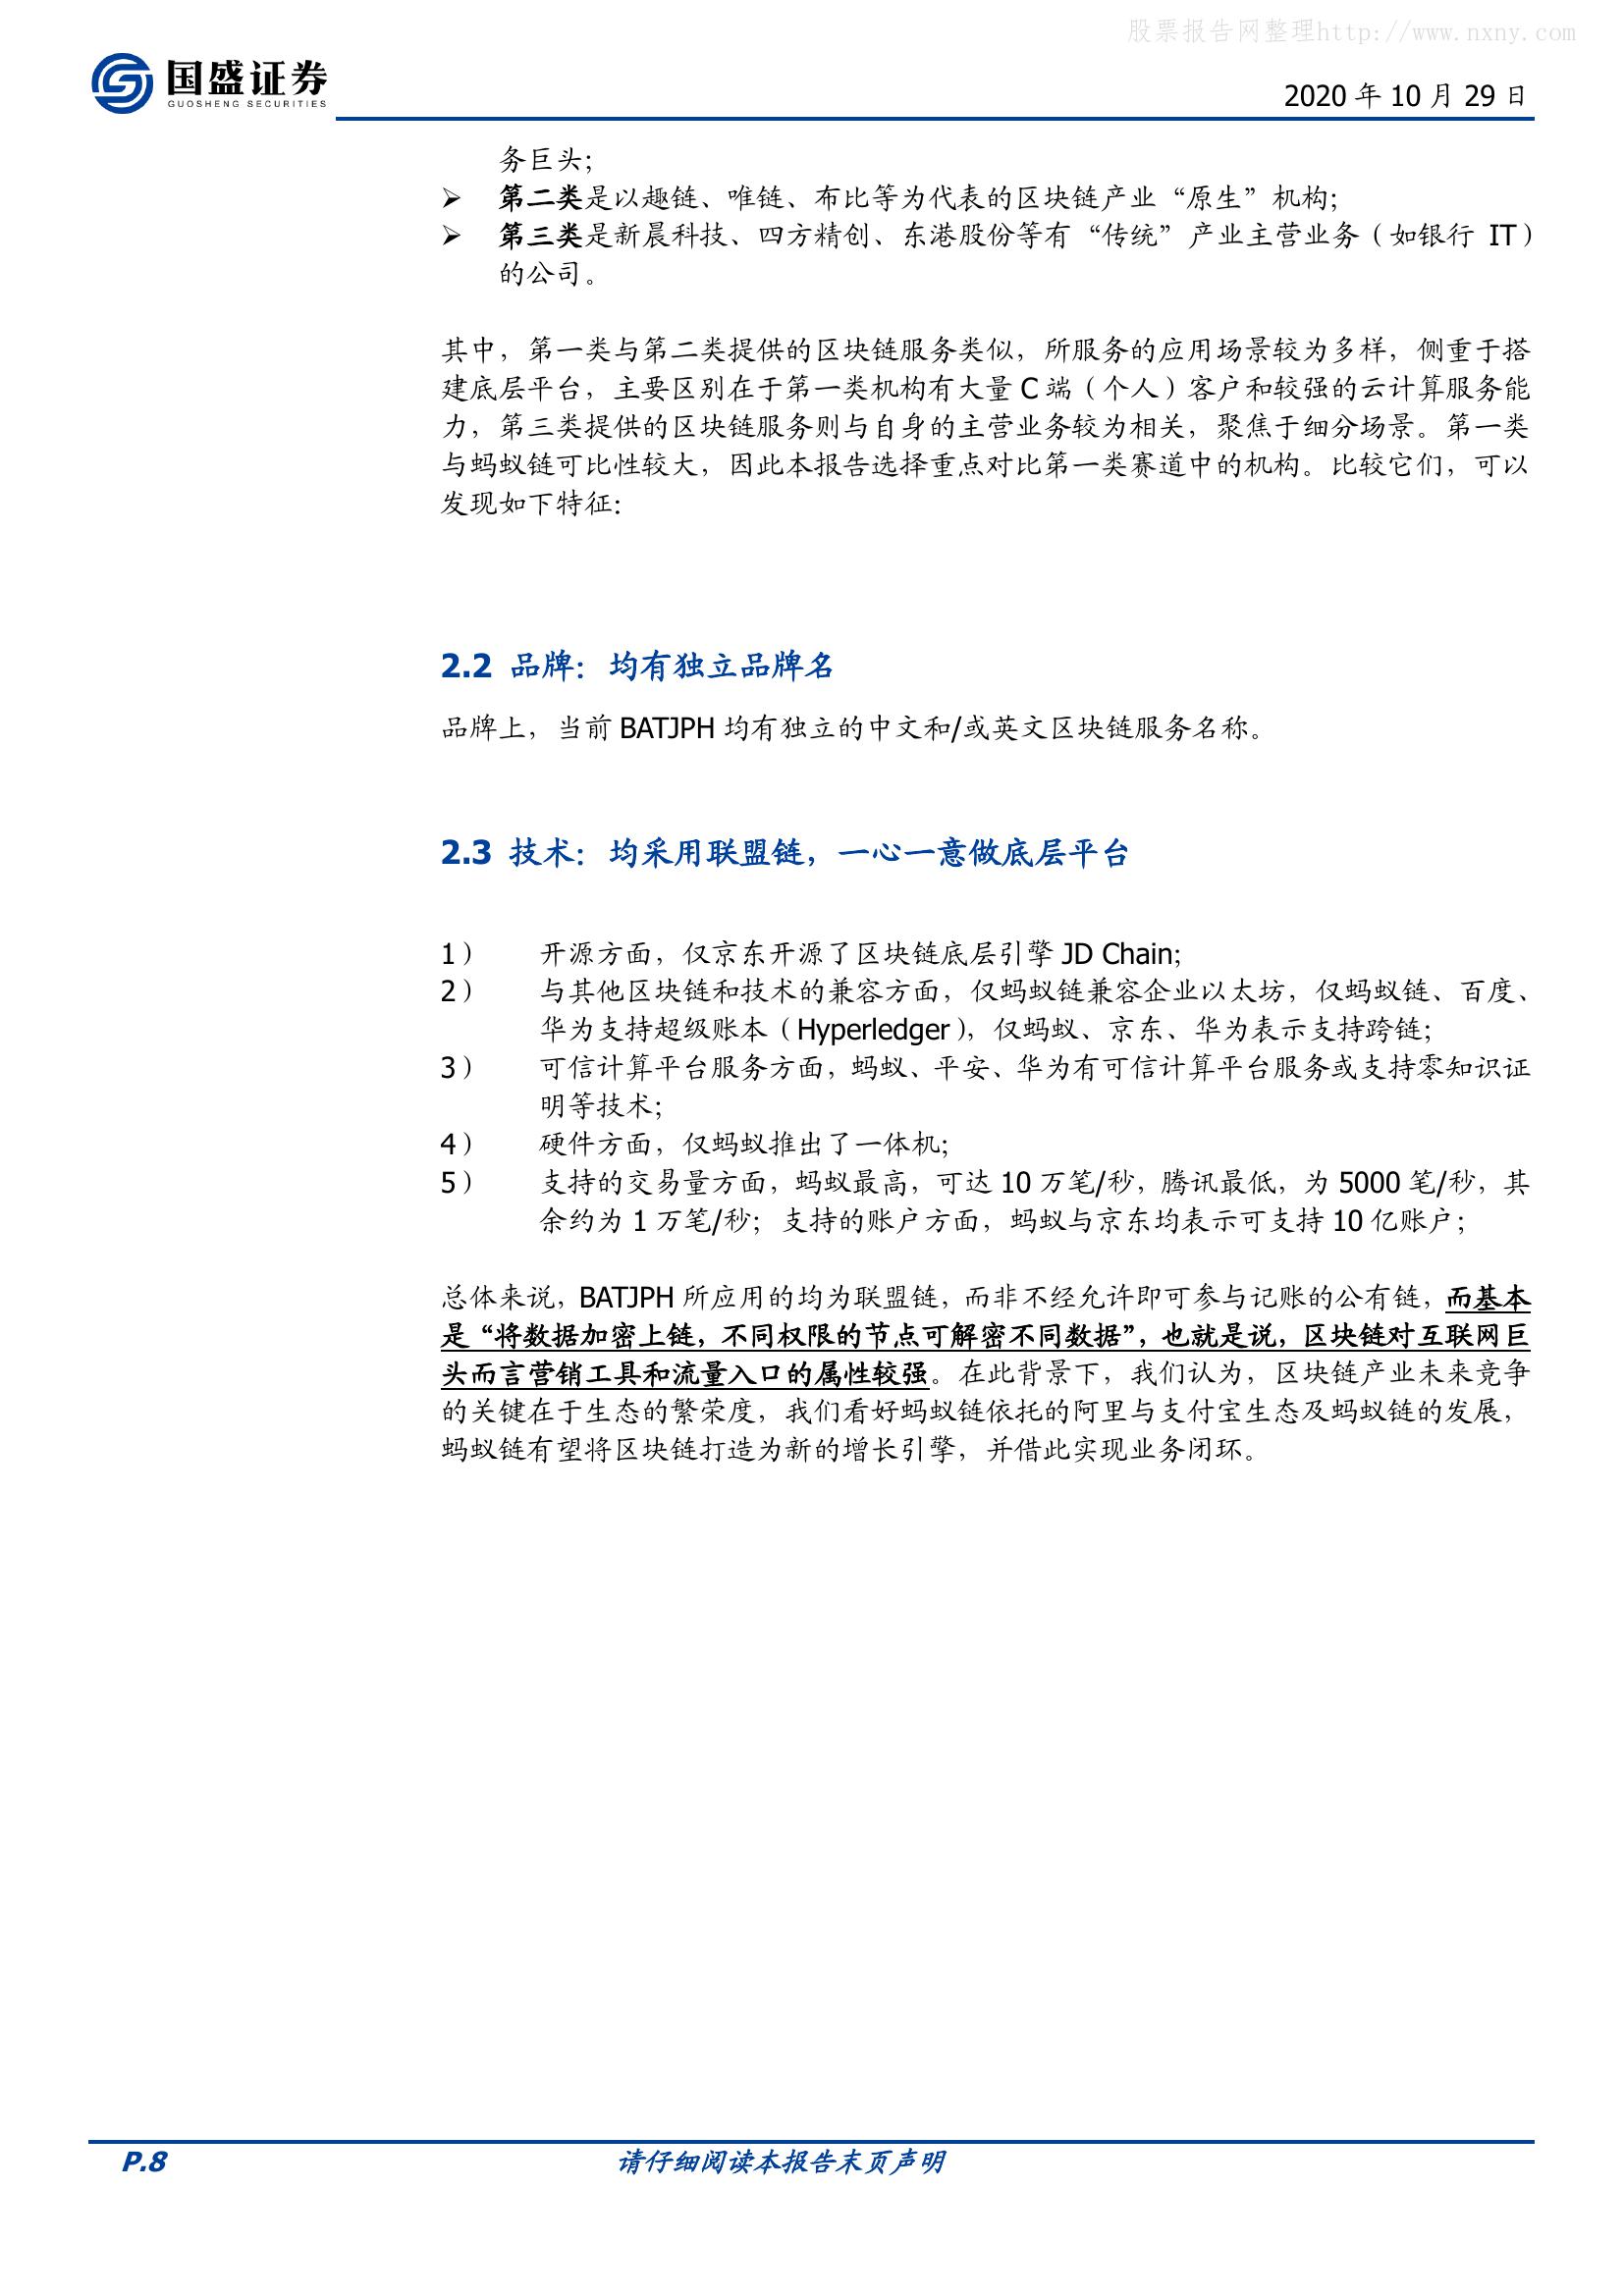 股票报告网整理http://www.nxny.com
国盛证券
GUOSHENG SECURITIES
2020 年 10 月 29 日
务巨头；
➢ 第二类是以趣链、唯链、布比等为代表的区块链产业“原生”机构；
➢ 第三类是新晨科技、四方精创、东港股份等有“传统”产业主营业务（如银行 IT）
的公司。
其中，第一类与第二类提供的区块链服务类似，所服务的应用场景较为多样，侧重于搭
建底层平台，主要区别在于第一类机构有大量 C 端（个人）客户和较强的云计算服务能
力，第三类提供的区块链服务则与自身的主营业务较为相关，聚焦于细分场景。第一类
与蚂蚁链可比性较大，因此本报告选择重点对比第一类赛道中的机构。比较它们，可以
发现如下特征：
2.2 品牌：均有独立品牌名
品牌上，当前 BATJPH 均有独立的中文和/或英文区块链服务名称。
2.3 技术：均采用联盟链，一心一意做底层平台
1） 开源方面，仅京东开源了区块链底层引擎 JD Chain；
2） 与其他区块链和技术的兼容方面，仅蚂蚁链兼容企业以太坊，仅蚂蚁链、百度、
华为支持超级账本（Hyperledger），仅蚂蚁、京东、华为表示支持跨链；
3） 可信计算平台服务方面，蚂蚁、平安、华为有可信计算平台服务或支持零知识证
明等技术；
4） 硬件方面，仅蚂蚁推出了一体机；
5） 支持的交易量方面，蚂蚁最高，可达 10 万笔/秒，腾讯最低，为 5000 笔/秒，其
余约为 1 万笔/秒；支持的账户方面，蚂蚁与京东均表示可支持 10 亿账户；
总体来说，BATJPH 所应用的均为联盟链，而非不经允许即可参与记账的公有链，而基本
是“将数据加密上链，不同权限的节点可解密不同数据”，也就是说，区块链对互联网巨
头而言营销工具和流量入口的属性较强。在此背景下，我们认为，区块链产业未来竞争
的关键在于生态的繁荣度，我们看好蚂蚁链依托的阿里与支付宝生态及蚂蚁链的发展，
蚂蚁链有望将区块链打造为新的增长引擎，并借此实现业务闭环。
P.8
请仔细阅读本报告末页声明